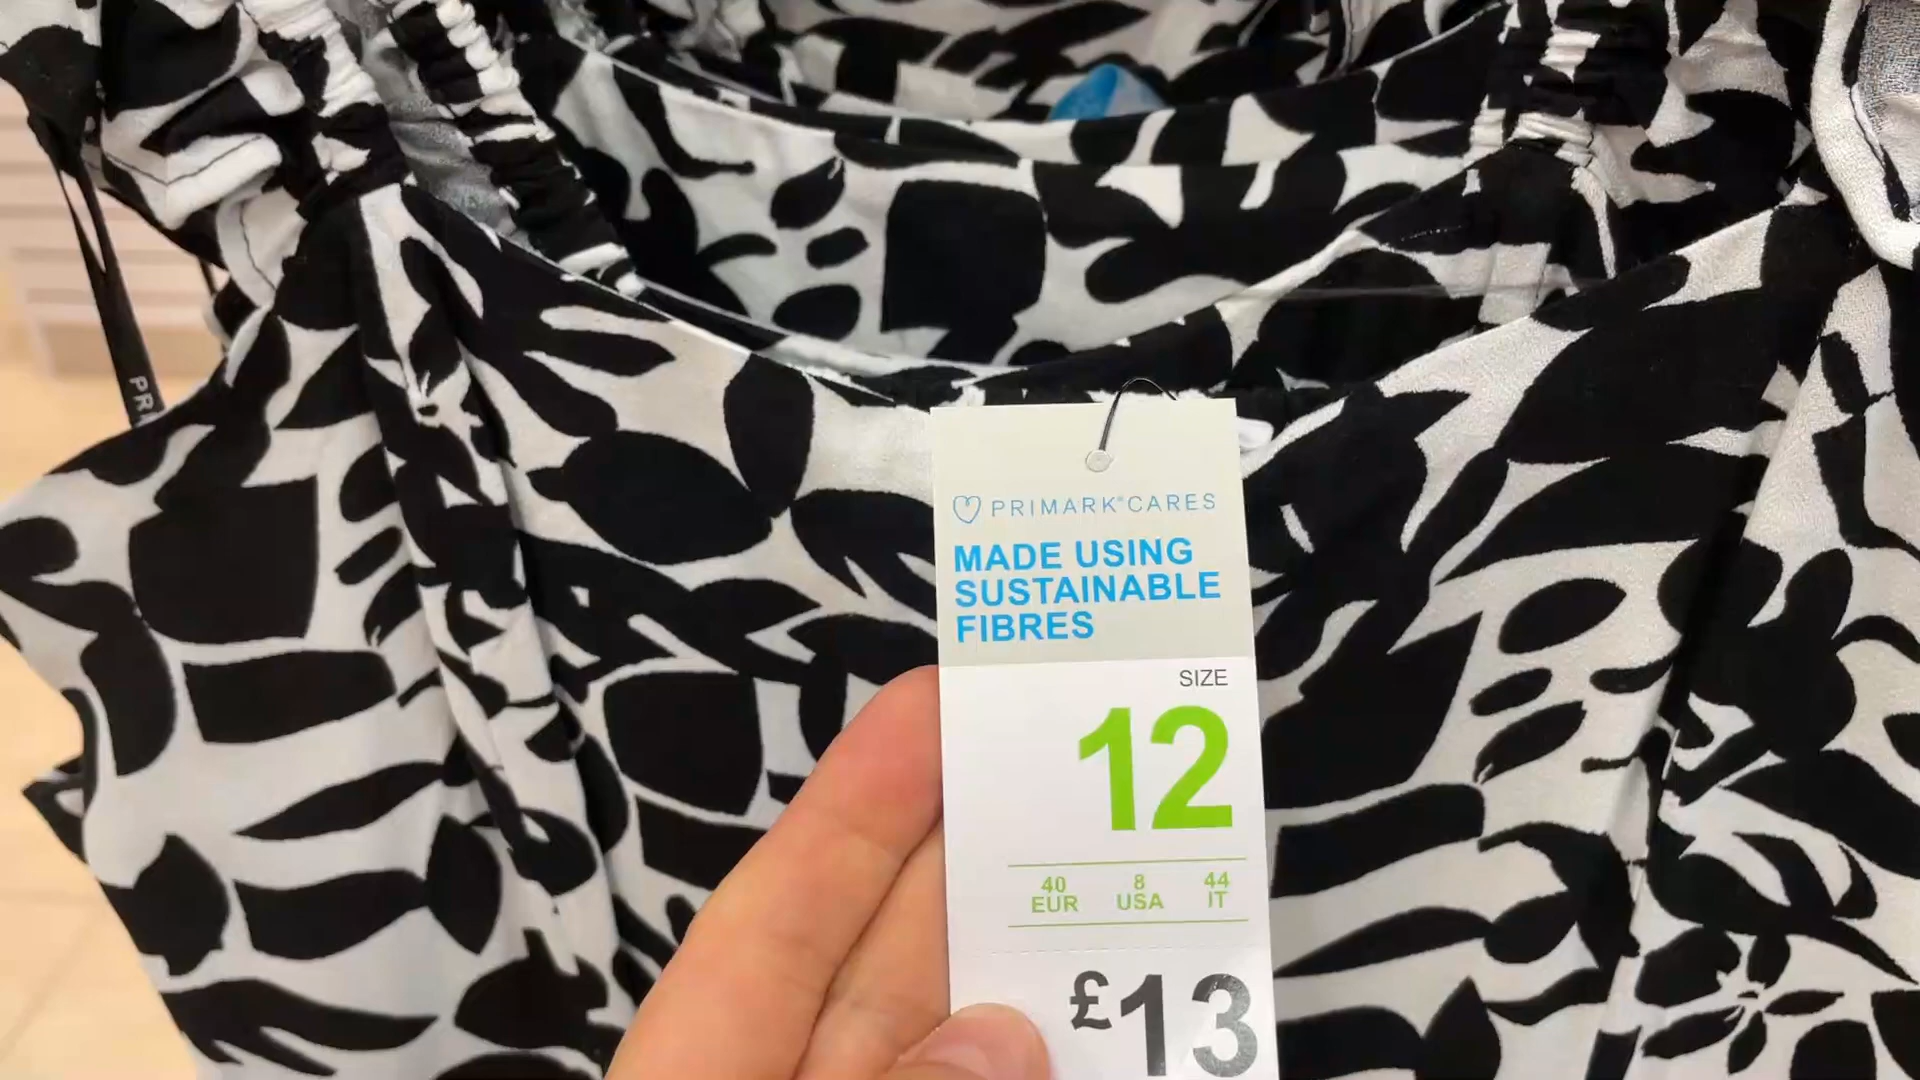 PRIMARK®CARES
MADE USING
SUSTAINABLE
FIBRES
SIZE
12
40 8 44
EUR USA IT
£13